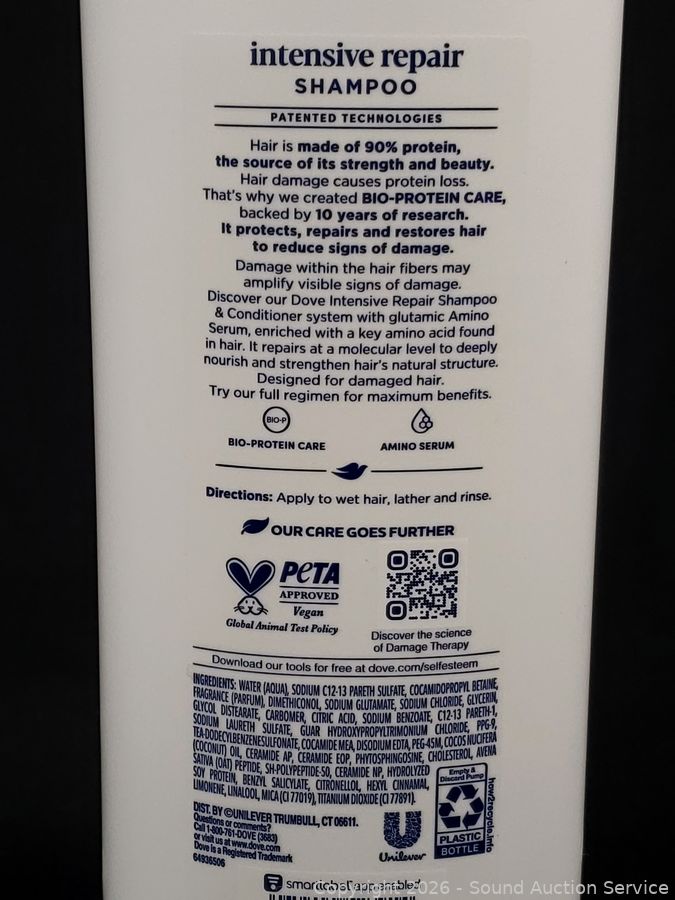 intensive repair
SHAMPOO
PATENTED TECHNOLOGIES
Hair is made of 90% protein,
the source of its strength and beauty.
Hair damage causes protein loss.
That's why we created BIO-PROTEIN CARE,
backed by 10 years of research.
It protects, repairs and restores hair
to reduce signs of damage.
Damage within the hair fibers may
amplify visible signs of damage.
Discover our Dove Intensive Repair Shampoo
& Conditioner system with glutamic Amino
Serum, enriched with a key amino acid found
in hair. It repairs at a molecular level to deeply
nourish and strengthen hair's natural structure.
Designed for damaged hair.
Try our full regimen for maximum benefits.
BIO-P
BIO-PROTEIN CARE
AMINO SERUM
Directions: Apply to wet hair, lather and rinse.
OUR CARE GOES FURTHER
PETA
APPROVED
Vegan
Global Animal Test Policy
Discover the science
of Damage Therapy
Download our tools for free at dove.com/selfesteem
INGREDIENTS: WATER (AQUA), SODIUM C12-13 PARETH SULFATE, COCAMIDOPROPYL BETAINE,
FRAGRANCE (PARFUM), DIMETHICONOL, SODIUM GLUTAMATE, SODIUM CHLORIDE, GLYCERIN,
GLYCOL DISTEARATE, CARBOMER, CITRIC ACID, SODIUM BENZOATE, C12-13 PARETH-1,
SODIUM LAURETH SULFATE, GUAR HYDROXYPROPYLTRIMONIUM CHLORIDE, PPG-9,
TEA-DODECYLBENZENESULFONATE, COCAMIDE MEA, DISODIUM EDTA, PEG-45M, COCOS NUCIFERA
(COCONUT) OIL, CERAMIDE AP, CERAMIDE EOP, PHYTOSPHINGOSINE, CHOLESTEROL, AVENA
SATIVA (OAT) PEPTIDE, SH-POLYPEPTIDE-50, CERAMIDE NP, HYDROLYZED
SOY PROTEIN, BENZYL SALICYLATE, CITRONELLOL, HEXYL CINNAMAL,
LIMONENE, LINALOOL, MICA (CI 77019), TITANIUM DIOXIDE (CI 77891).
Empty &
Discard Pump
PLASTIC
BOTTLE
how2recycle.info
DIST. BY ©UNILEVER TRUMBULL, CT 06611.
Questions or comments?
Call 1-800-761-DOVE (3683)
or visit us at www.dove.com
Dove is a Registered Trademark
64936506
Unilever
smartlabel app enabled
Copyright 2026 - Sound Auction Service